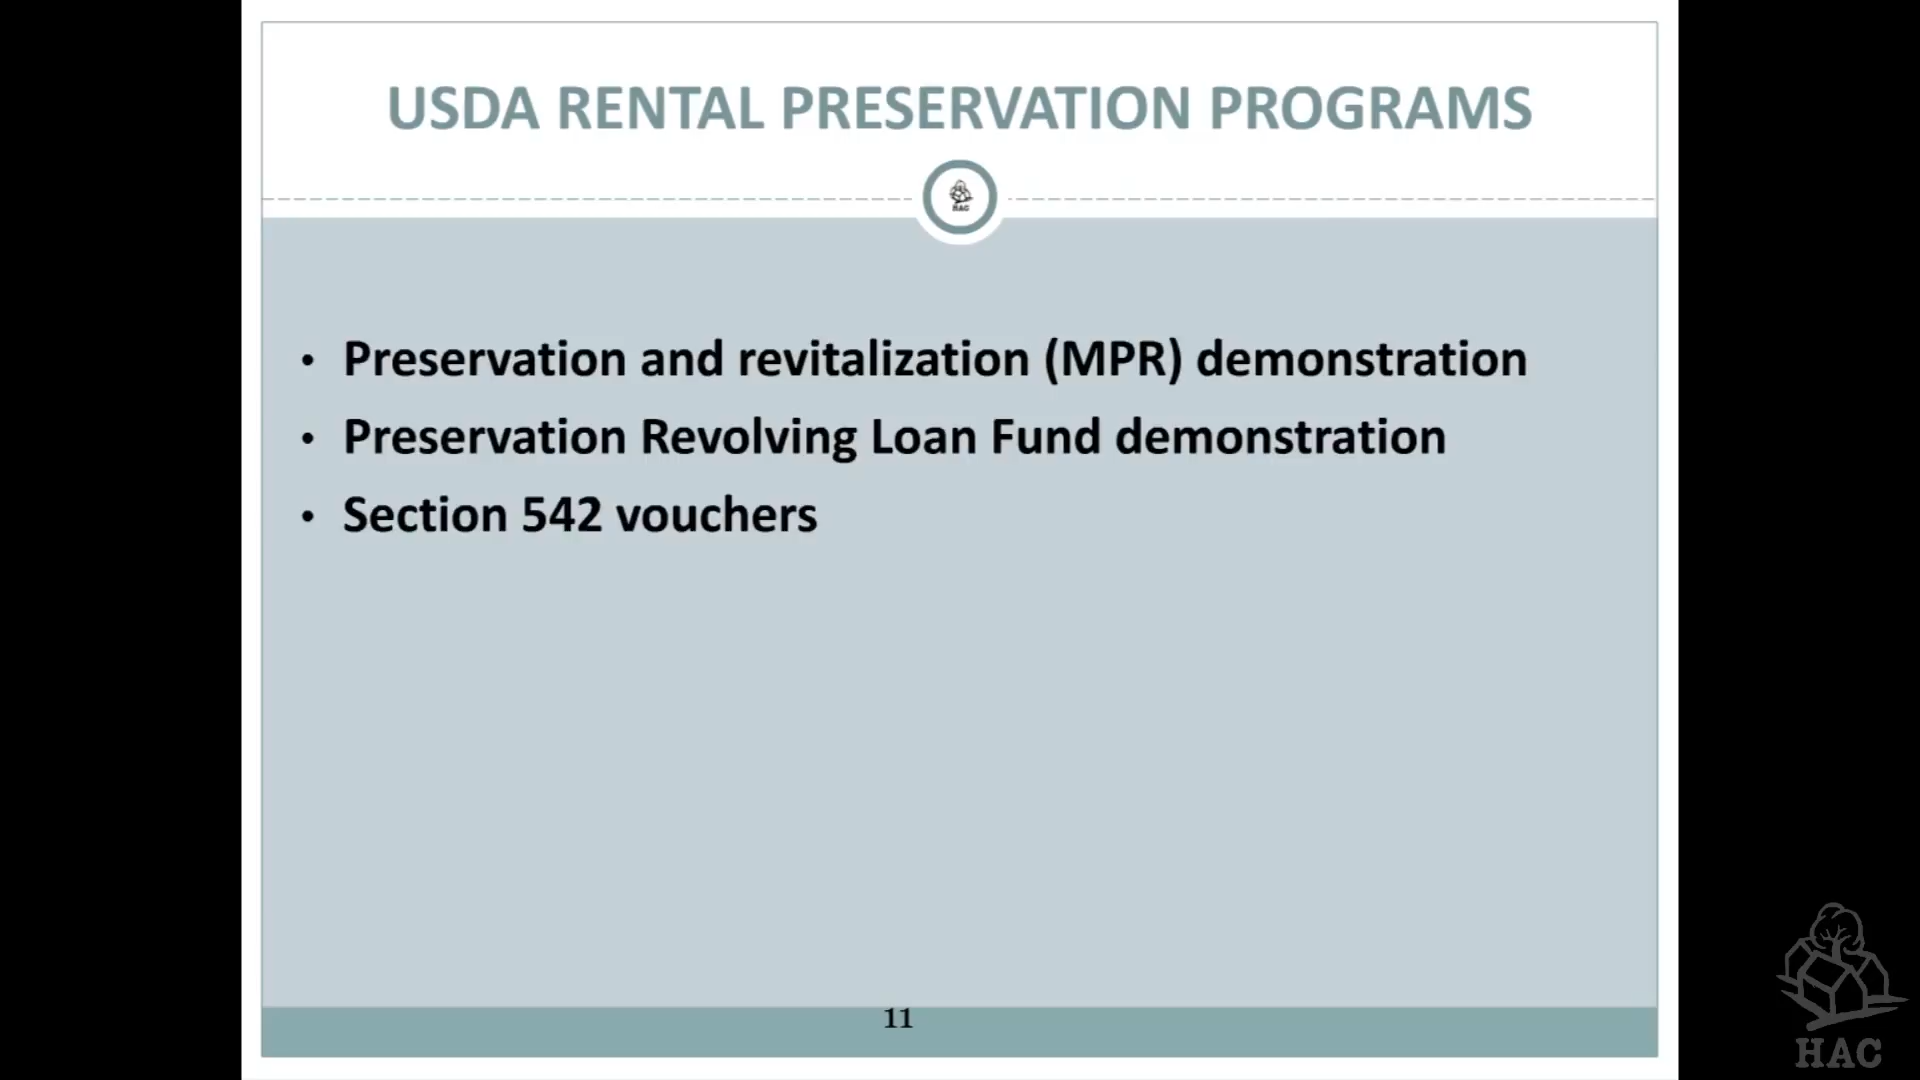 USDA RENTAL PRESERVATION PROGRAMS
HAC
• Preservation and revitalization (MPR) demonstration
• Preservation Revolving Loan Fund demonstration
• Section 542 vouchers
11
HAC